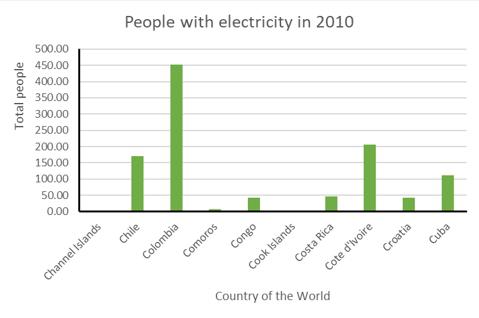 People with electricity in 2010
Total people
500.00
450.00
400.00
350.00
300.00
250.00
200.00
150.00
100.00
50.00
0.00
Channel Islands
Chile
Colombia
Comoros
Congo
Cook Islands
Costa Rica
Cote d'Ivoire
Croatia
Cuba
Country of the World